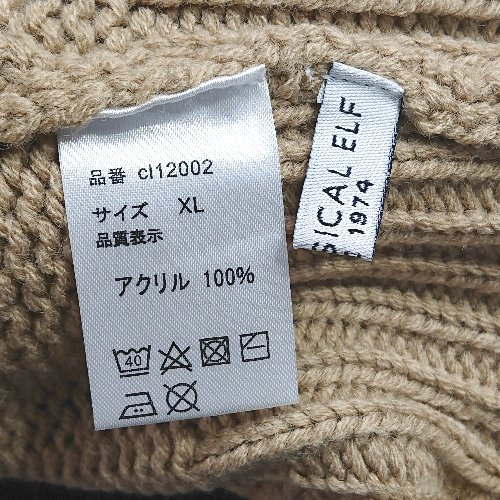 品番 cl12002
サイズ XL
品質表示
アクリル 100%
40
SICAL ELF
1974